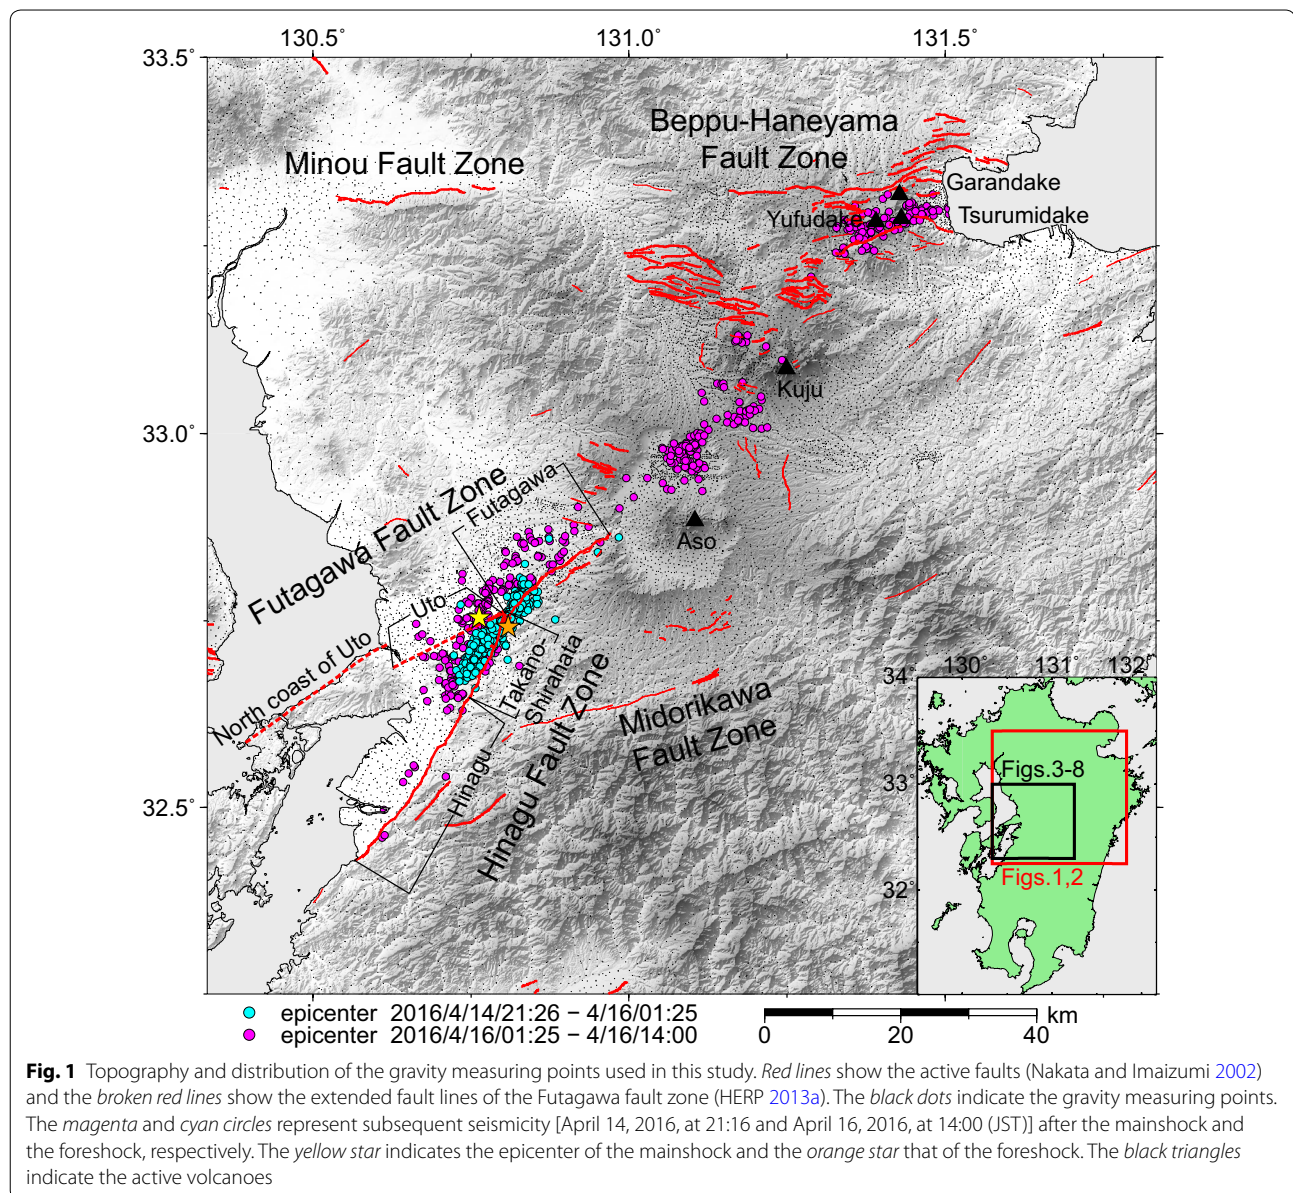 130.5˚ 131.0˚ 131.5˚
33.5˚
33.0˚
32.5˚
Beppu-Haneyama
Fault Zone
Minou Fault Zone
Garandake
Yufudake
Tsurumidake
Kuju
Aso
Futagawa Fault Zone
Futagawa
Uto
North coast of Uto
Takano-
Shirahata
Hinagu
Hinagu Fault Zone
Midorikawa
Fault Zone
130˚ 131˚ 132˚
34˚
33˚
32˚
Figs.3-8
Figs.1,2
epicenter 2016/4/14/21:26 − 4/16/01:25
epicenter 2016/4/16/01:25 − 4/16/14:00
km
0 20 40
Fig. 1 Topography and distribution of the gravity measuring points used in this study. Red lines show the active faults (Nakata and Imaizumi 2002)
and the broken red lines show the extended fault lines of the Futagawa fault zone (HERP 2013a). The black dots indicate the gravity measuring points.
The magenta and cyan circles represent subsequent seismicity [April 14, 2016, at 21:16 and April 16, 2016, at 14:00 (JST)] after the mainshock and
the foreshock, respectively. The yellow star indicates the epicenter of the mainshock and the orange star that of the foreshock. The black triangles
indicate the active volcanoes